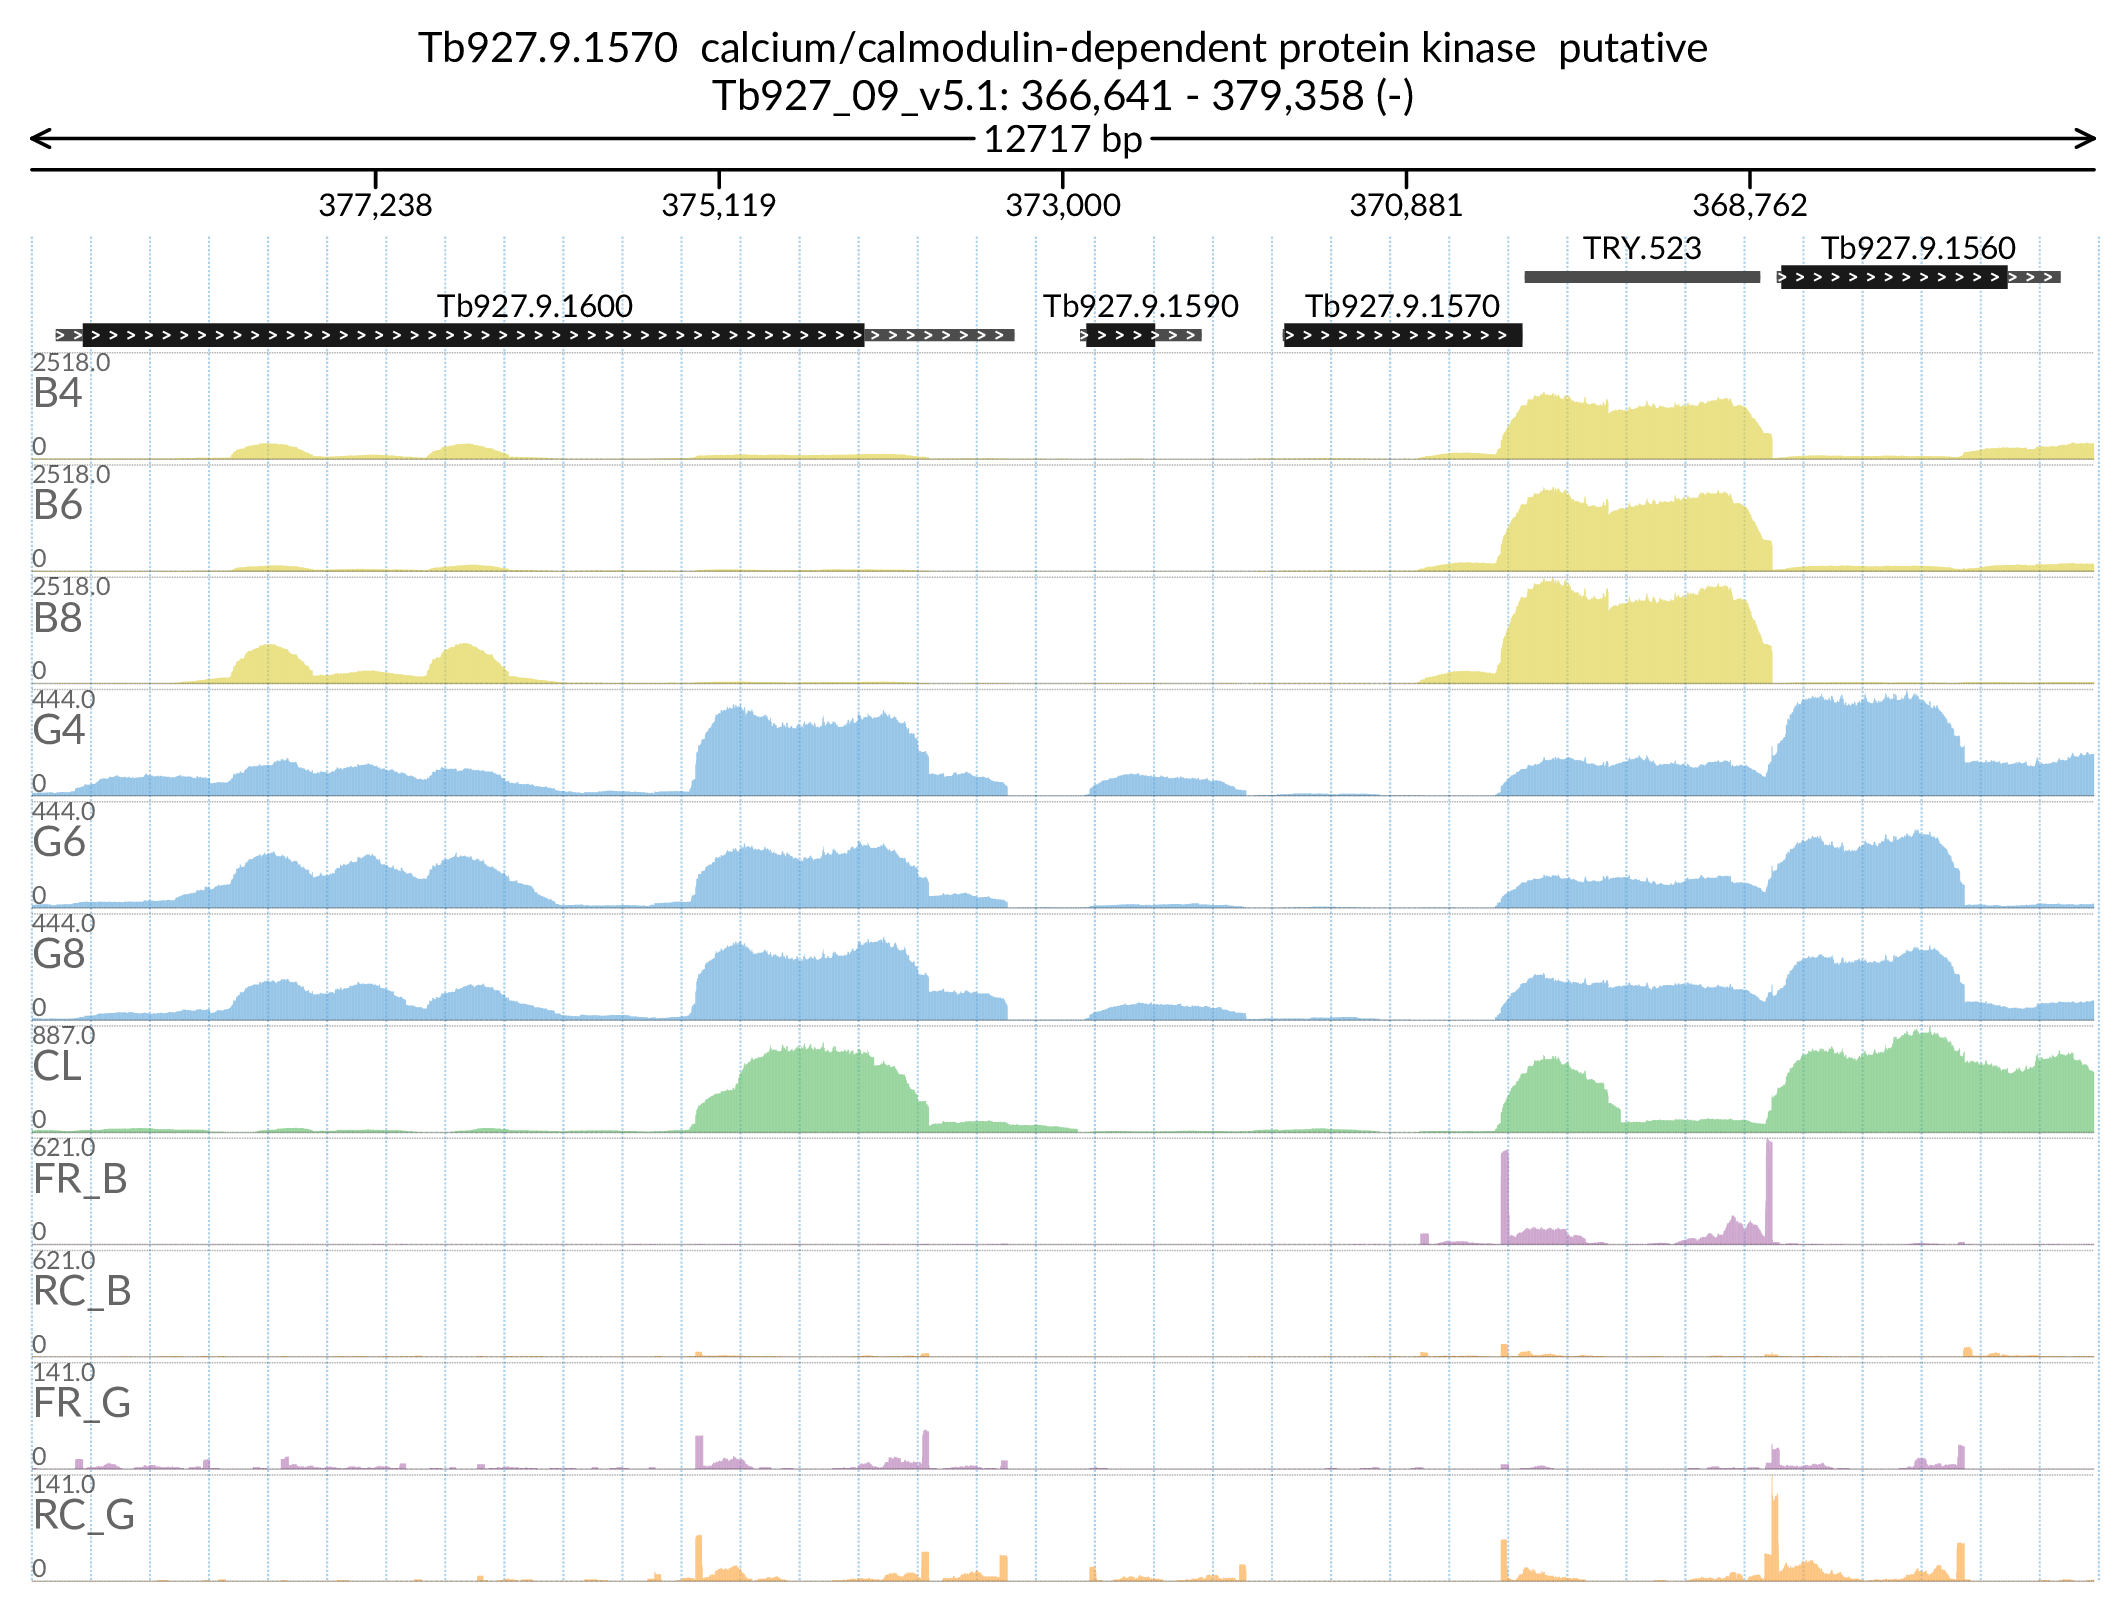 Tb927.9.1570  calcium/calmodulin-dependent protein kinase  putative
Tb927_09_v5.1: 366,641 - 379,358 (-)
12717 bp
377,238 375,119 373,000 370,881 368,762
TRY.523 Tb927.9.1560
Tb927.9.1600 Tb927.9.1590 Tb927.9.1570
2518.0
B4
0
2518.0
B6
0
2518.0
B8
0
444.0
G4
0
444.0
G6
0
444.0
G8
0
887.0
CL
0
621.0
FR_B
0
621.0
RC_B
0
141.0
FR_G
0
141.0
RC_G
0